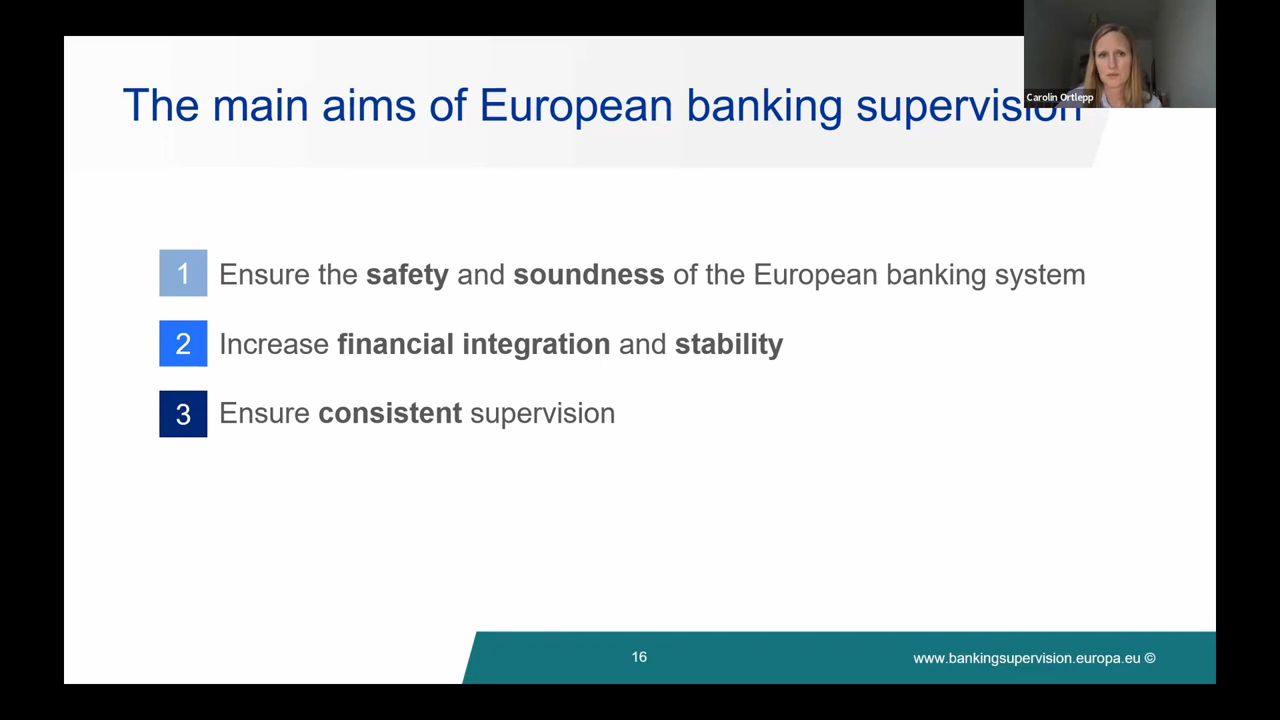 The main aims of European banking supervision
Carolin Ortlepp
1 Ensure the safety and soundness of the European banking system
2 Increase financial integration and stability
3 Ensure consistent supervision
16
www.bankingsupervision.europa.eu ©